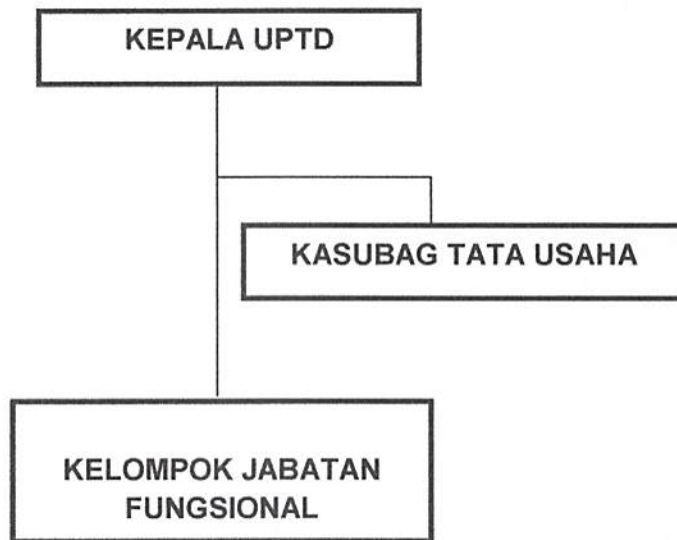 KEPALA UPTD
KASUBAG TATA USAHA
KELOMPOK JABATAN
FUNGSIONAL